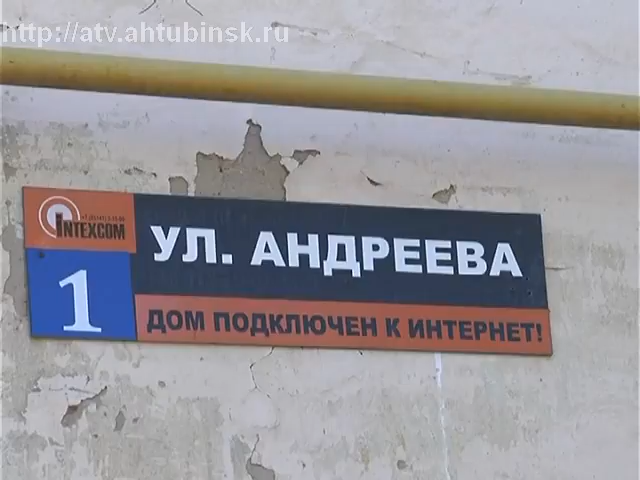 http://atv.ahtubinsk.ru
INTEXCOM
УЛ. АНДРЕЕВА
1
ДОМ ПОДКЛЮЧЕН К ИНТЕРНЕТ!